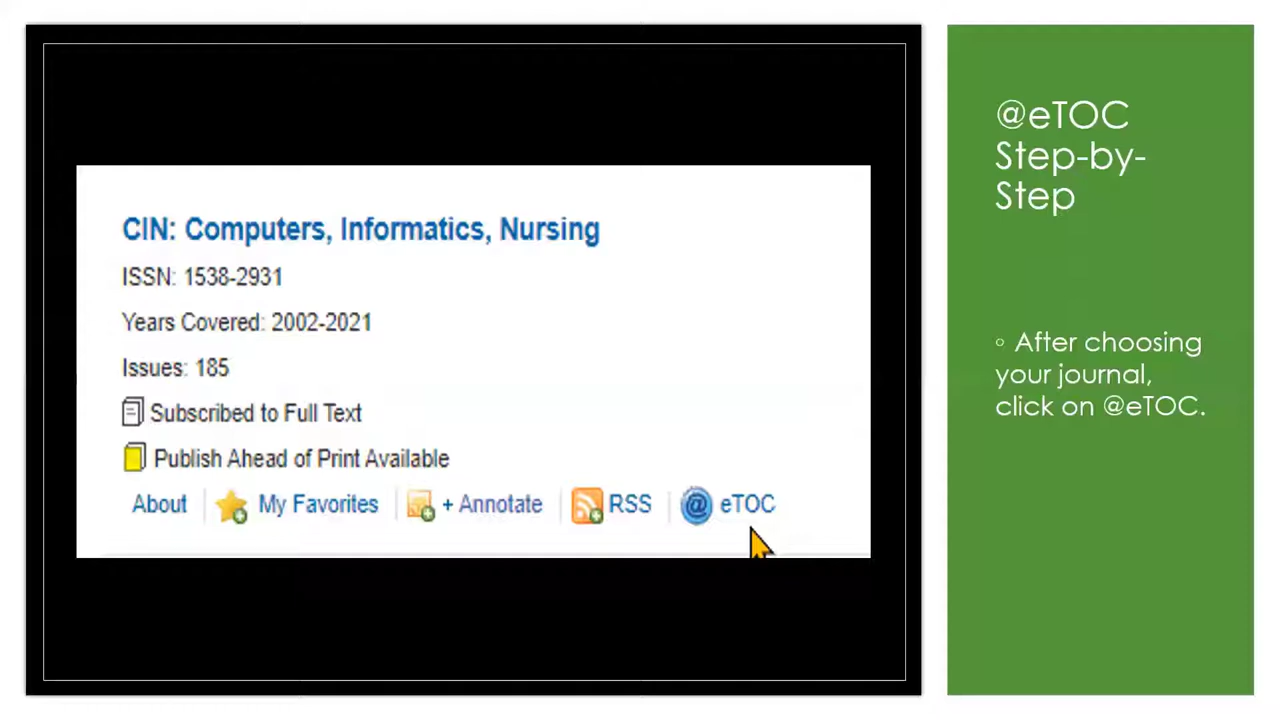 CIN: Computers, Informatics, Nursing
ISSN: 1538-2931
Years Covered: 2002-2021
Issues: 185
Subscribed to Full Text
Publish Ahead of Print Available
About My Favorites + Annotate RSS @ eTOC
@eTOC
Step-by-
Step
◦ After choosing
your journal,
click on @eTOC.